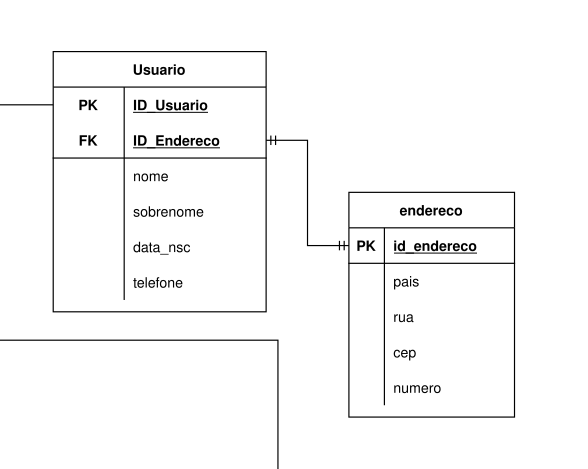 Usuario
PK ID_Usuario
FK ID_Endereco
nome
sobrenome
data_nsc
telefone
endereco
PK id_endereco
pais
rua
cep
numero